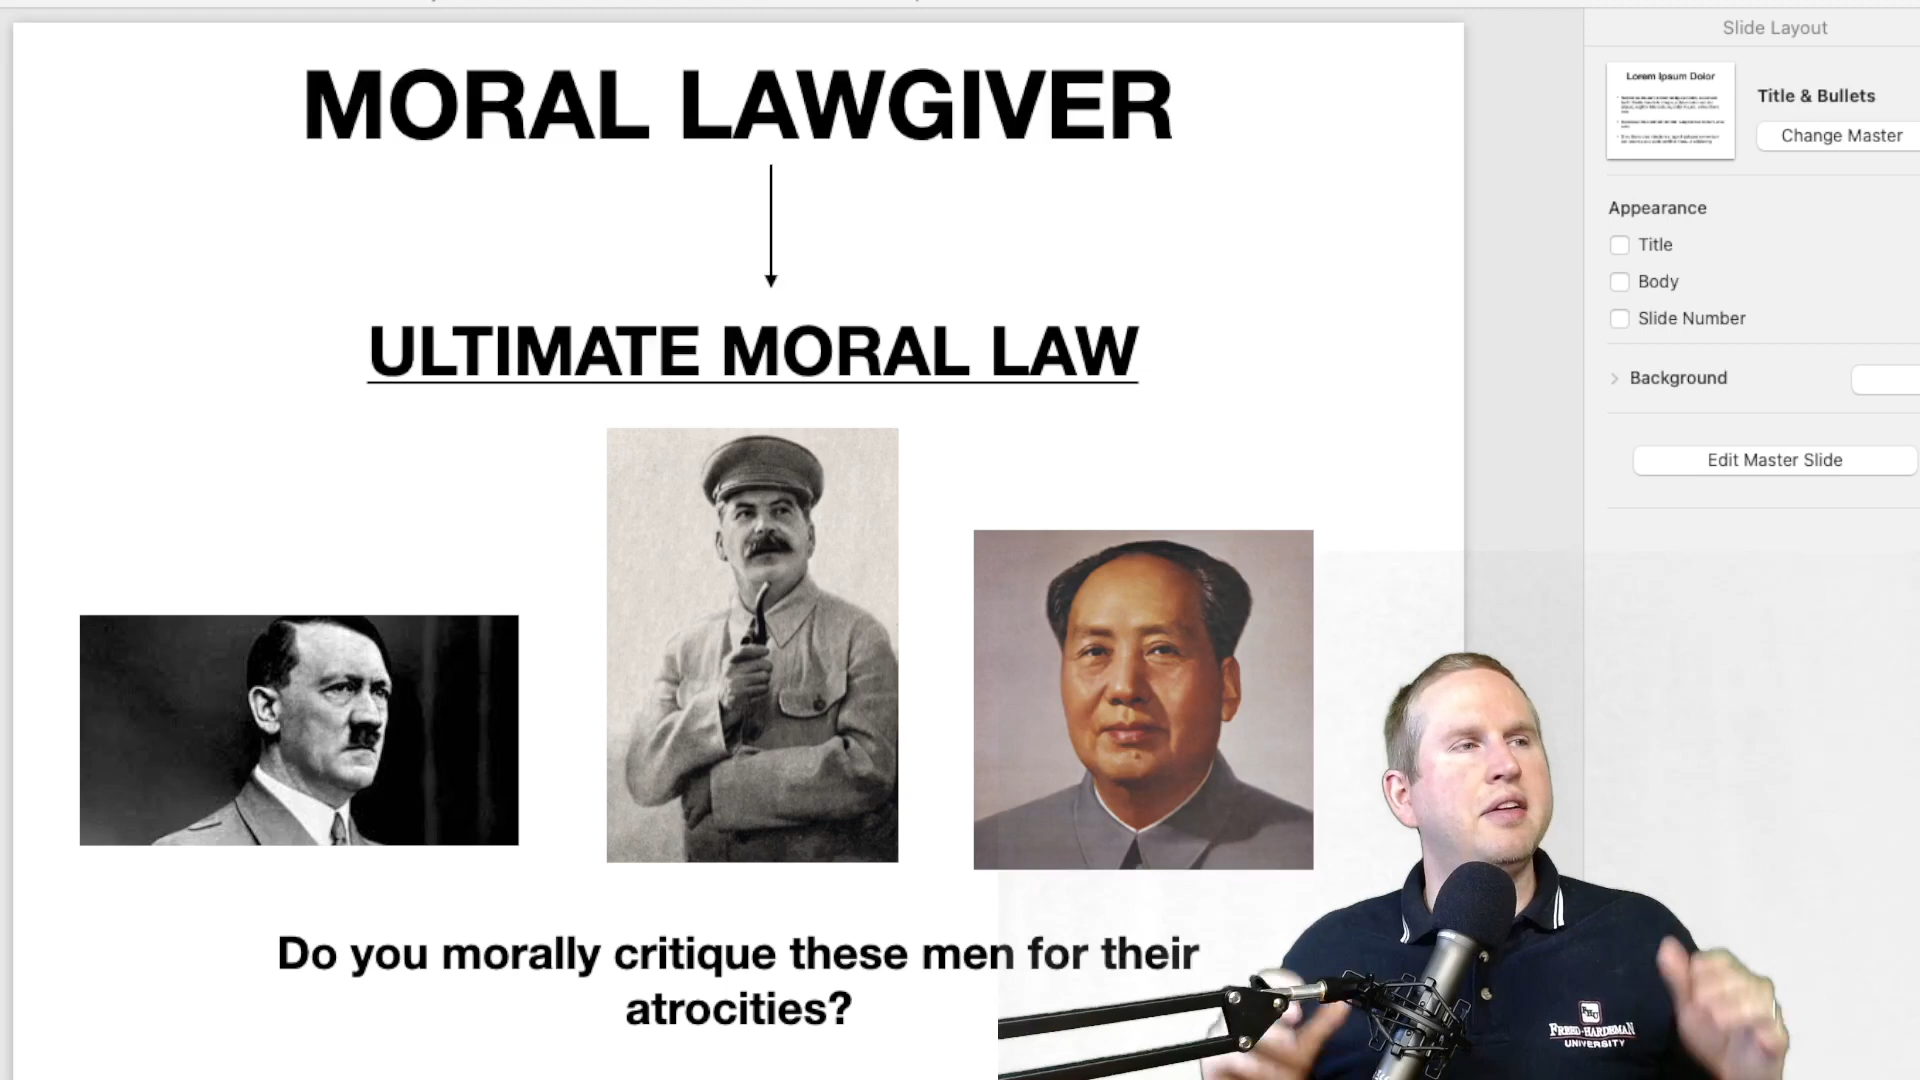 MORAL LAWGIVER
ULTIMATE MORAL LAW
Do you morally critique these men for their
atrocities?
Slide Layout
Lorem Ipsum Dolor
Title & Bullets
Change Master
Appearance
Title
Body
Slide Number
Background
Edit Master Slide
FHU
FREED-HARDEMAN
UNIVERSITY